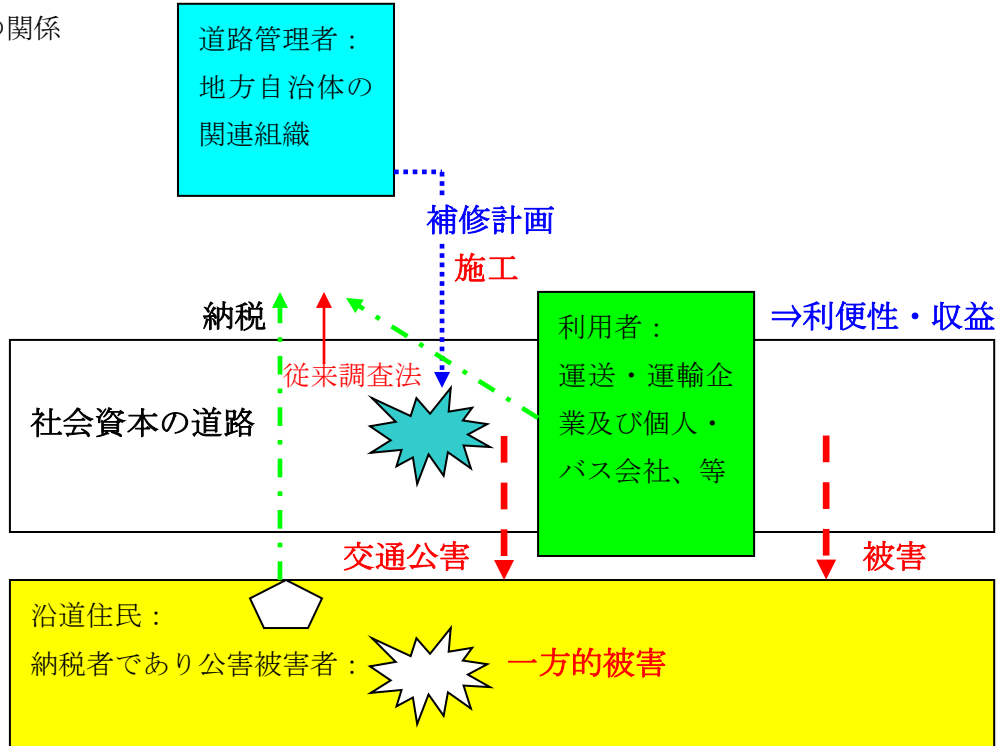 の関係
道路管理者：
地方自治体の
関連組織
補修計画
施工
納税
利用者：
運送・運輸企
業及び個人・
バス会社、等
⇒利便性・収益
従来調査法
社会資本の道路
交通公害
被害
沿道住民：
納税者であり公害被害者：
一方的被害